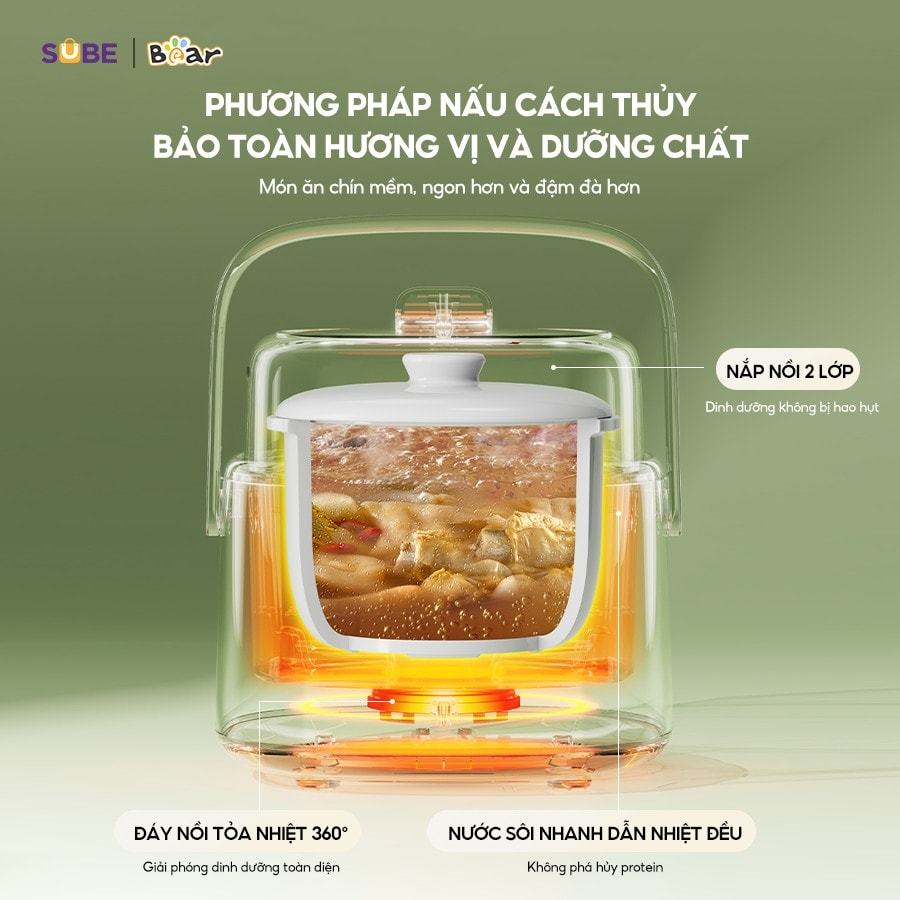 SUBE | Bear
PHƯƠNG PHÁP NẤU CÁCH THỦY
BẢO TOÀN HƯƠNG VỊ VÀ DƯỠNG CHẤT
Món ăn chín mềm, ngon hơn và đậm đà hơn
NẮP NỒI 2 LỚP
Dinh dưỡng không bị hao hụt
ĐÁY NỒI TỎA NHIỆT 360°
Giải phóng dinh dưỡng toàn diện
NƯỚC SÔI NHANH DẪN NHIỆT ĐỀU
Không phá hủy protein